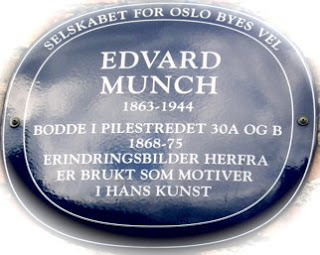 SELSKABET FOR OSLO BYES VEL
EDVARD
MUNCH
1863-1944
BODDE I PILESTREDET 30A OG B
1868-75
ERINDRINGSBILDER HERFRA
ER BRUKT SOM MOTIVER
I HANS KUNST